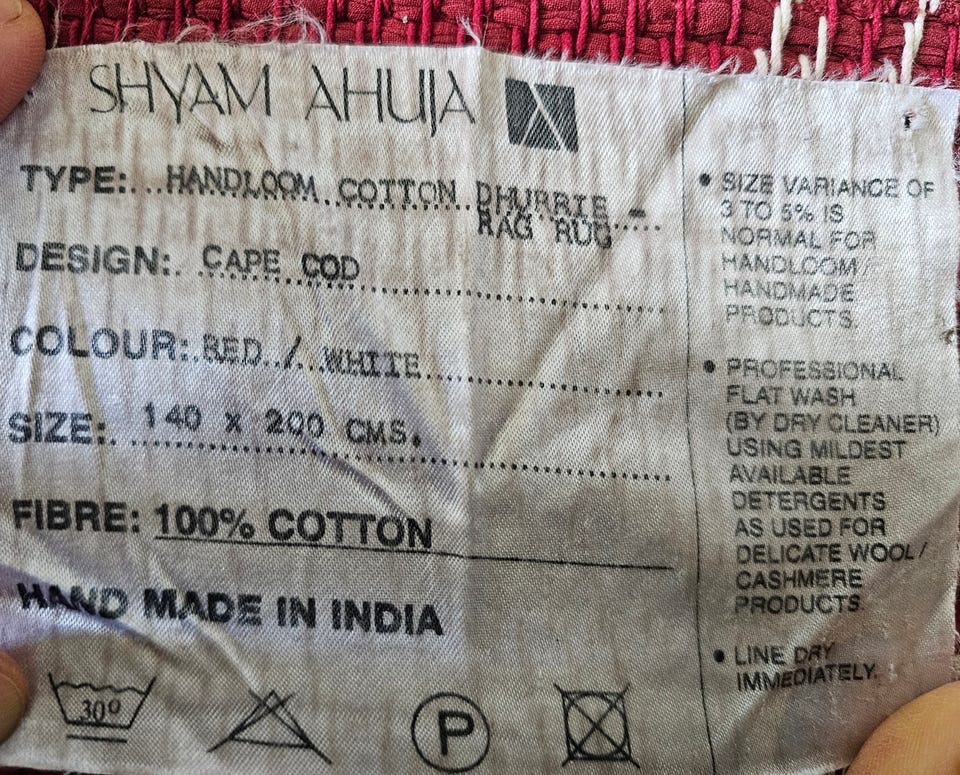 SHYAM AHUJA
TYPE: HANDLOOM COTTON DHURRIE -
RAG RUG
DESIGN: CAPE COD
COLOUR: RED / WHITE
SIZE: 140 x 200 CMS.
FIBRE: 100% COTTON
HAND MADE IN INDIA
30º
P
• SIZE VARIANCE OF
3 TO 5% IS
NORMAL FOR
HANDLOOM/
HANDMADE
PRODUCTS
• PROFESSIONAL
FLAT WASH
(BY DRY CLEANER)
USING MILDEST
AVAILABLE
DETERGENTS
AS USED FOR
DELICATE WOOL/
CASHMERE
PRODUCTS
• LINE DRY
IMMEDIATELY.